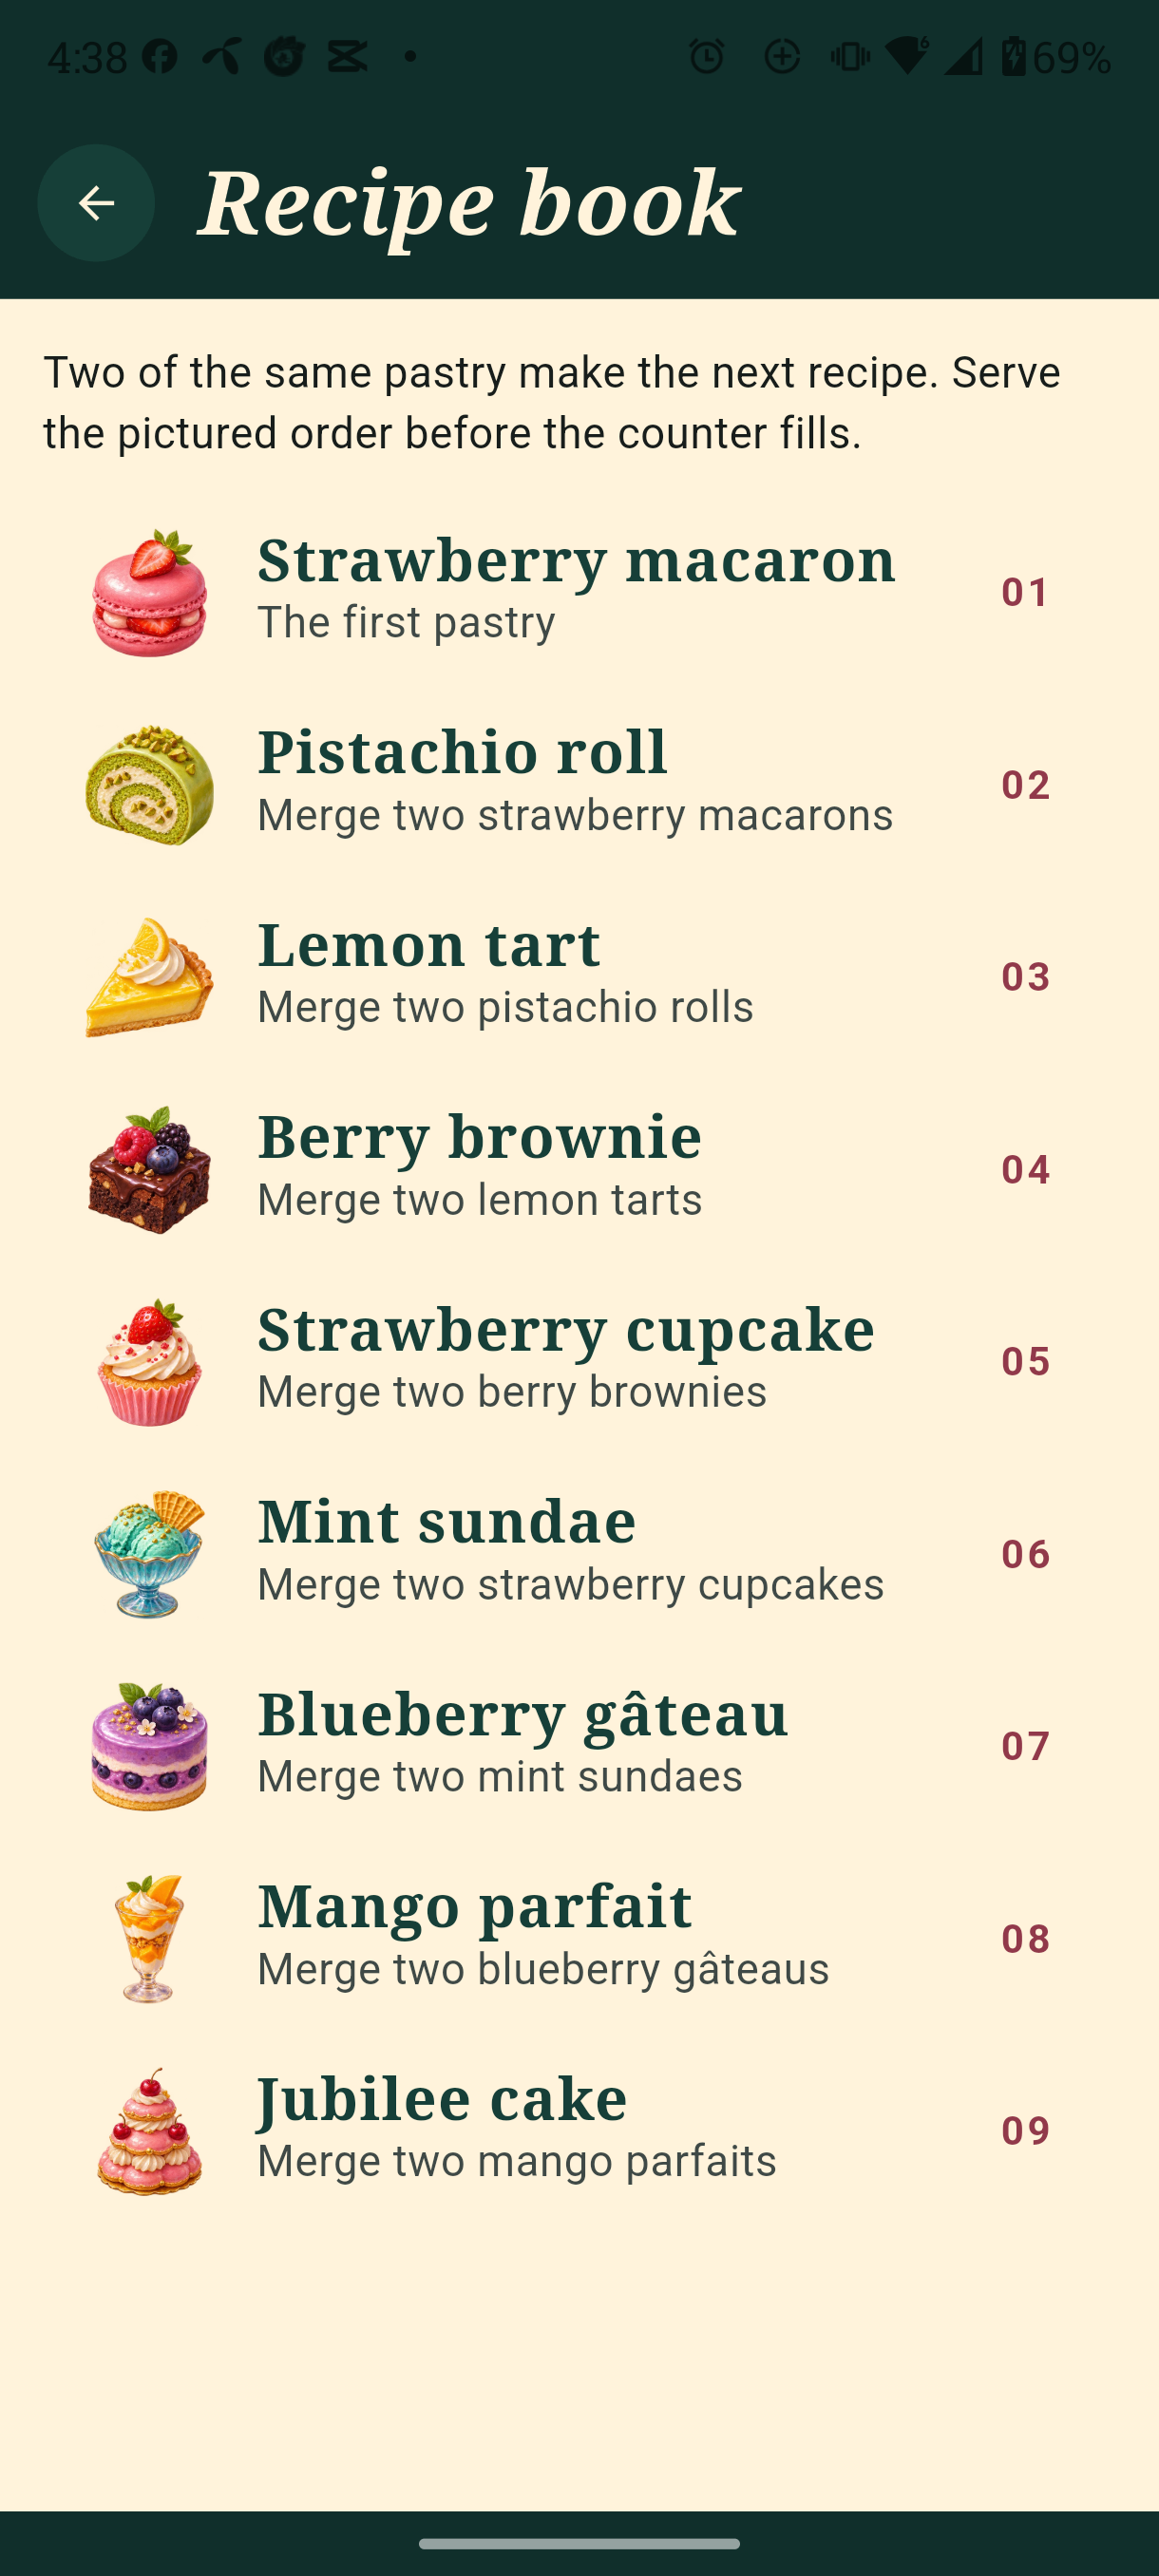 4:38
6
69%
Recipe book
Two of the same pastry make the next recipe. Serve
the pictured order before the counter fills.
Strawberry macaron
The first pastry
01
Pistachio roll
Merge two strawberry macarons
02
Lemon tart
Merge two pistachio rolls
03
Berry brownie
Merge two lemon tarts
04
Strawberry cupcake
Merge two berry brownies
05
Mint sundae
Merge two strawberry cupcakes
06
Blueberry gâteau
Merge two mint sundaes
07
Mango parfait
Merge two blueberry gâteaus
08
Jubilee cake
Merge two mango parfaits
09